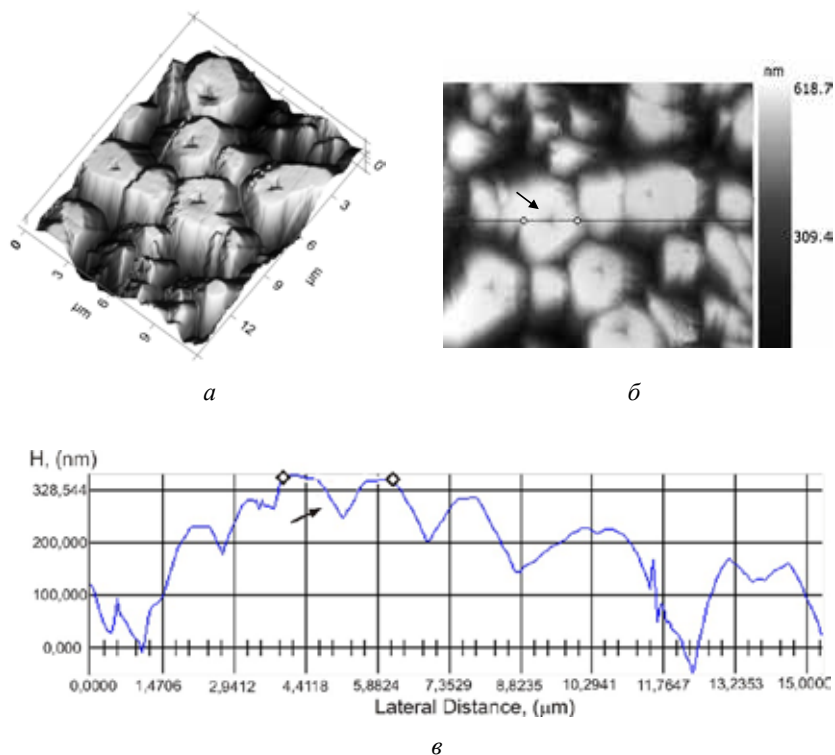 nm
618.7
309.4
0
3
6
9
µm
12
9
6
µm
3
0
а
б
H, (nm)
328,544
200,000
100,000
0,000
0,0000 1,4706 2,9412 4,4118 5,8824 7,3529 8,8235 10,2941 11,7647 13,2353 15,0000
Lateral Distance, (µm)
в